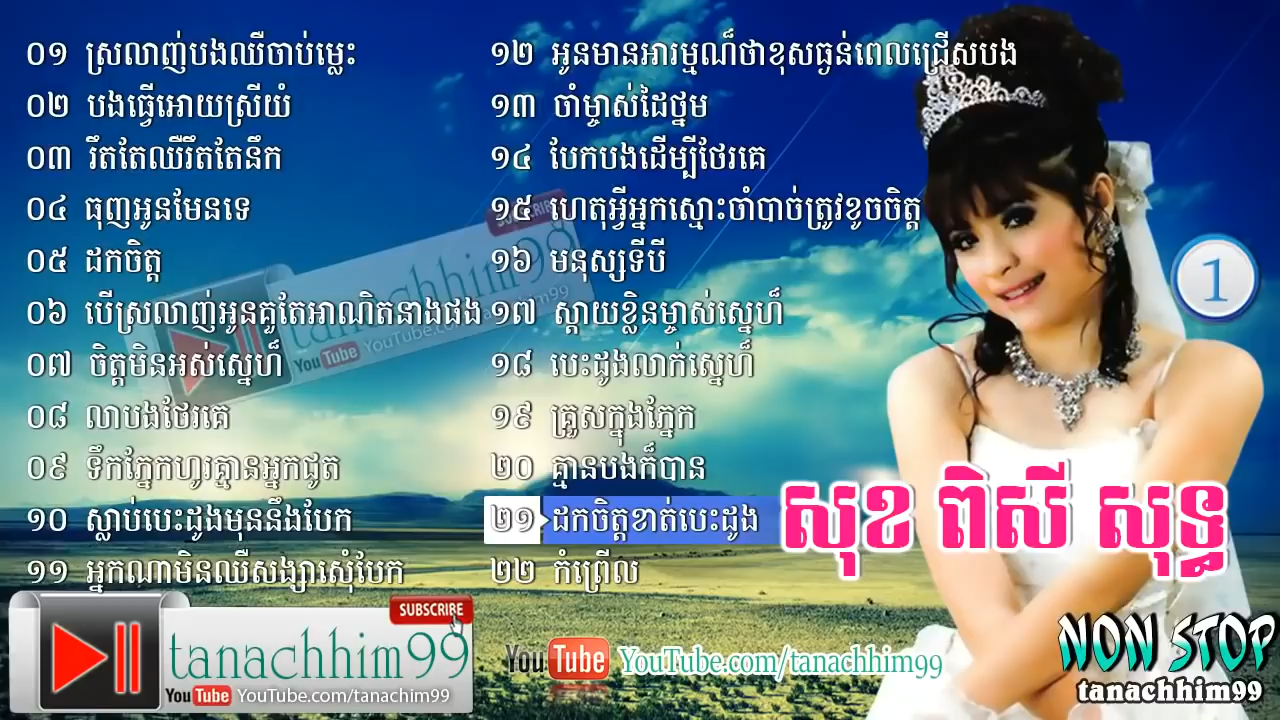 ០១ ស្រលាញ់បងឈឺចាប់ម្លេះ
០២ បងធ្វើអោយស្រីយំ
០៣ រឹតតែឈឺរឹតតែនឹក
០៤ ធុញអូនមែនទេ
០៥ ដកចិត្ត
០៦ បើស្រលាញ់អូនគួតែអាណិតនាងផង
០៧ ចិត្តមិនអស់ស្នេហ៏
០៨ លាបងថែរគេ
០៩ ទឹកភ្នែកហូរគ្មានអ្នកជូត
១០ ស្លាប់បេះដូងមុននឹងបែក
១១ អ្នកណាមិនឈឺសង្សាសុំបែក
១២ អូនមានអារម្មណ៏ថាខុសធ្ងន់ពេលជ្រើសបង
១៣ ចាំម្ចាស់ដៃថ្នម
១៤ បែកបងដើម្បីថែរគេ
១៥ ហេតុអ្វីអ្នកស្មោះចាំបាច់ត្រូវខូចចិត្ត
១៦ មនុស្សទីបី
១៧ ស្ដាយខ្លិនម្ចាស់ស្នេហ៏
១៨ បេះដូងលាក់ស្នេហ៏
១៩ គ្រួសក្នុងភ្នែក
២០ គ្មានបងក៏បាន
២១ ដកចិត្តខាត់បេះដូង
២២ កំព្រើល
1
សុខ ពិសី សុទ្ធ
SUBSCRIBE
tanachhim99
YouTube YouTube.com/tanachhim99
SUBSCRIBE
tanachhim99
YouTube YouTube.com/tanachim99
YouTube YouTube.com/tanachhim99
NON STOP
tanachhim99